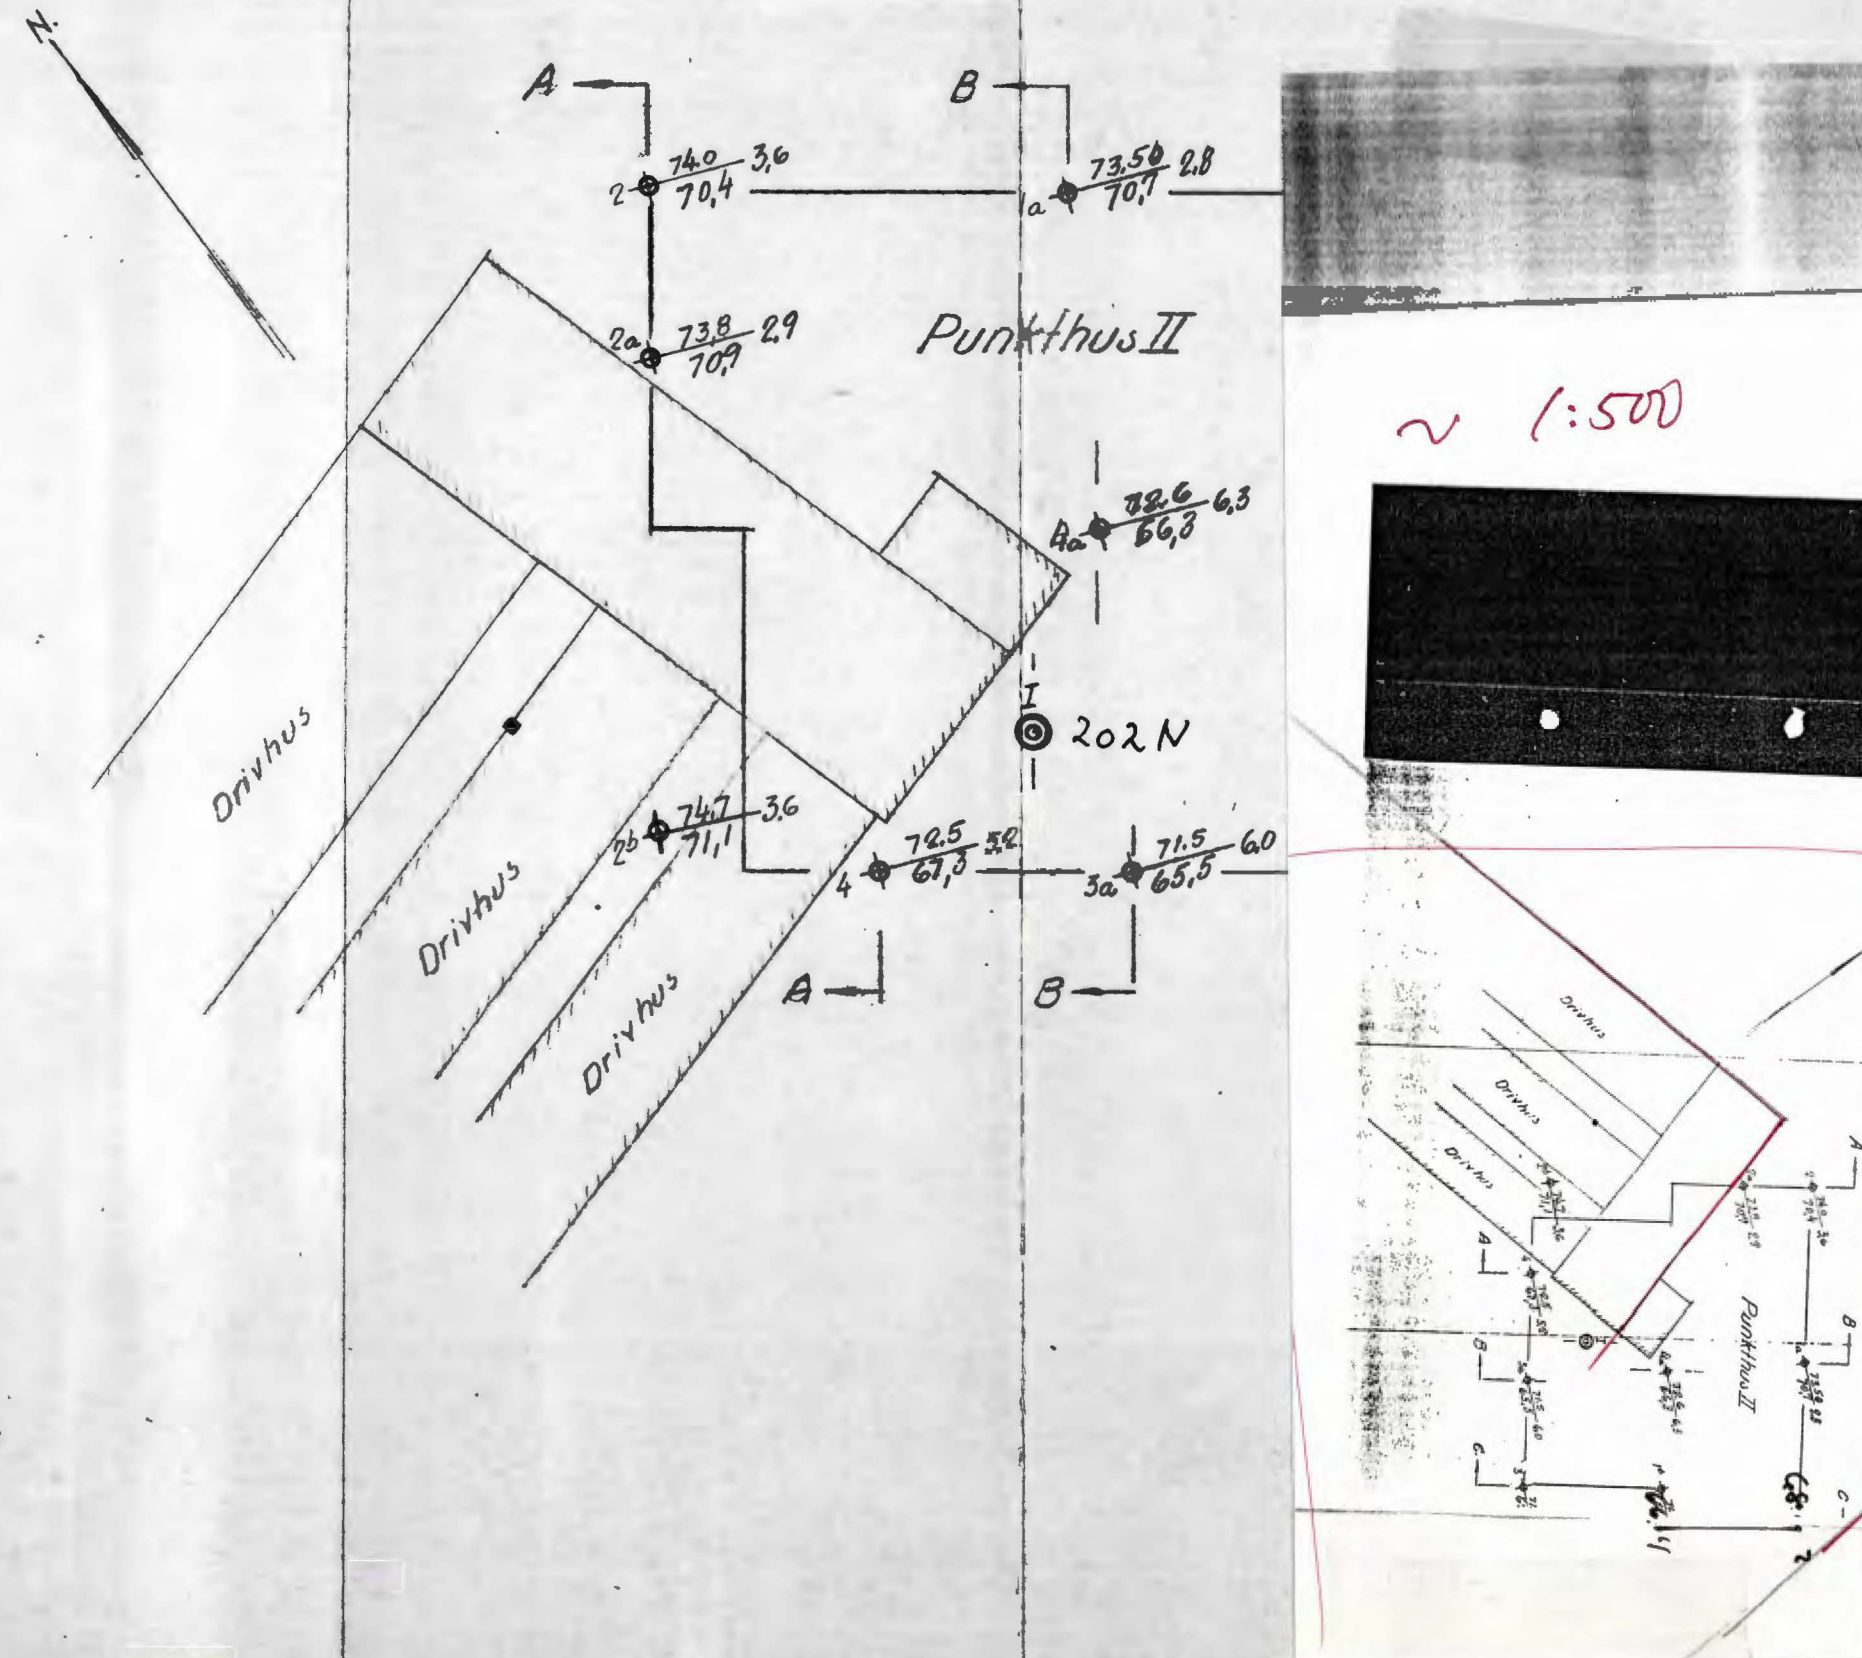 N.
A
B
2 74.0 3,6
70,4
1a 73.50 2.8
70,7
2a 73,8 2,9
70,9
Punkthus II
~ 1:500
4a 72.6 6,3
66,3
I
202 N
Drivhus
2b 74.7 3.6
71,1
4 72.5 5.2
67,3
3a 71.5 6.0
65,5
Drivhus
Drivhus
A
B
Drivhus
Drivhus
Drivhus
A
A
B
B
Punkthus II
C
68.
2